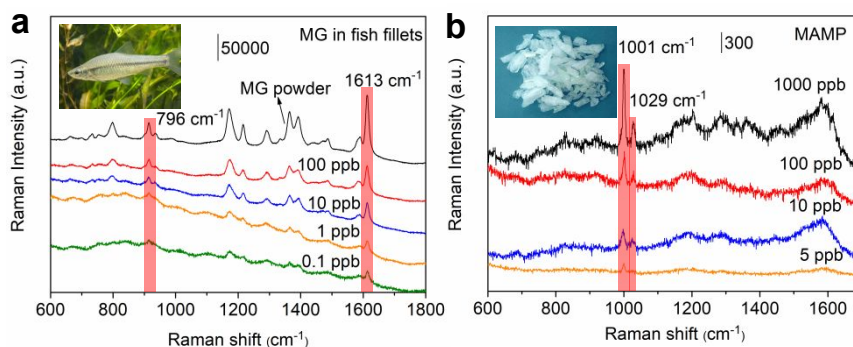 a
50000
MG in fish fillets
796 cm⁻¹
MG powder
1613 cm⁻¹
100 ppb
10 ppb
1 ppb
0.1 ppb
Raman Intensity (a.u.)
600 800 1000 1200 1400 1600 1800
Raman shift (cm⁻¹)
b
1001 cm⁻¹
300
MAMP
1029 cm⁻¹
1000 ppb
100 ppb
10 ppb
5 ppb
Raman Intensity (a.u.)
600 800 1000 1200 1400 1600
Raman shift (cm⁻¹)